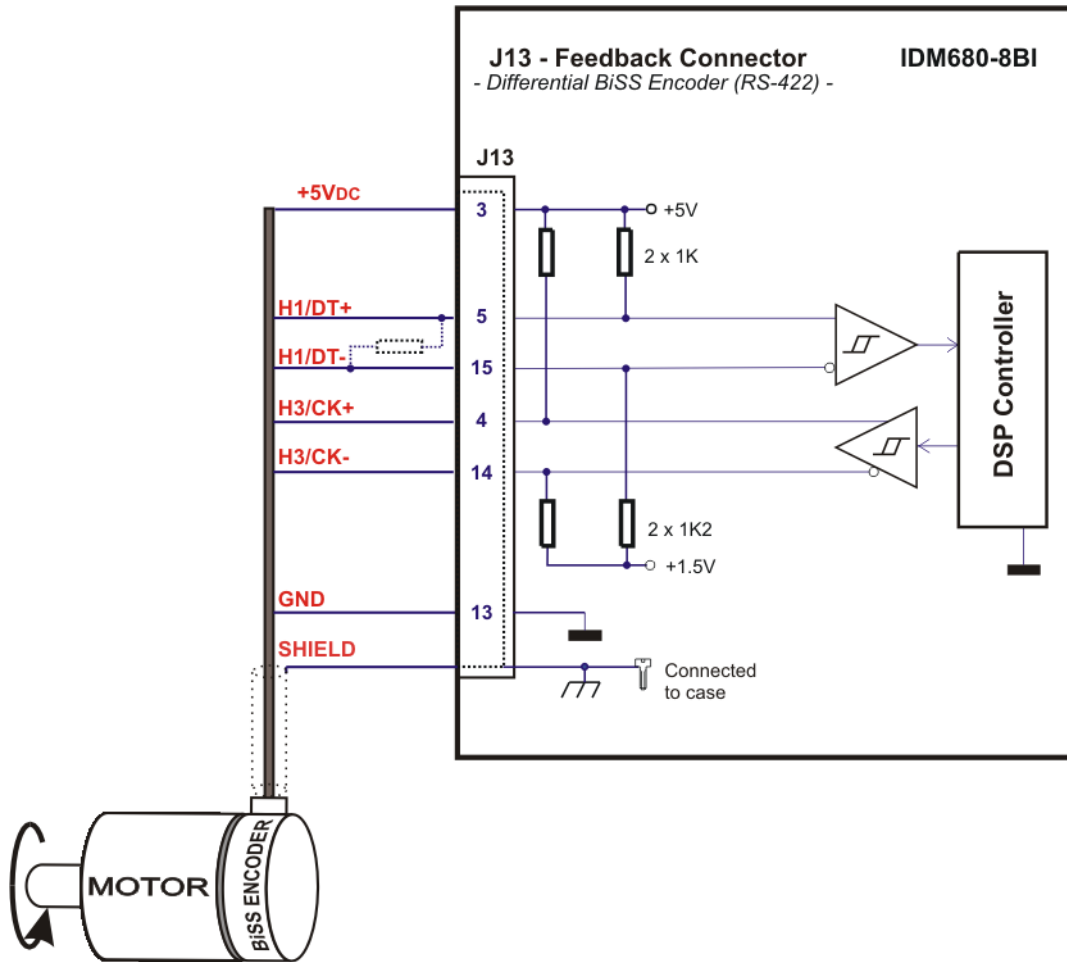 J13 - Feedback Connector
IDM680-8BI
- Differential BiSS Encoder (RS-422) -
J13
+5VDC
3
+5V
2 x 1K
H1/DT+
5
H1/DT-
15
H3/CK+
4
H3/CK-
14
DSP Controller
2 x 1K2
+1.5V
GND
13
SHIELD
Connected
to case
MOTOR
BiSS ENCODER